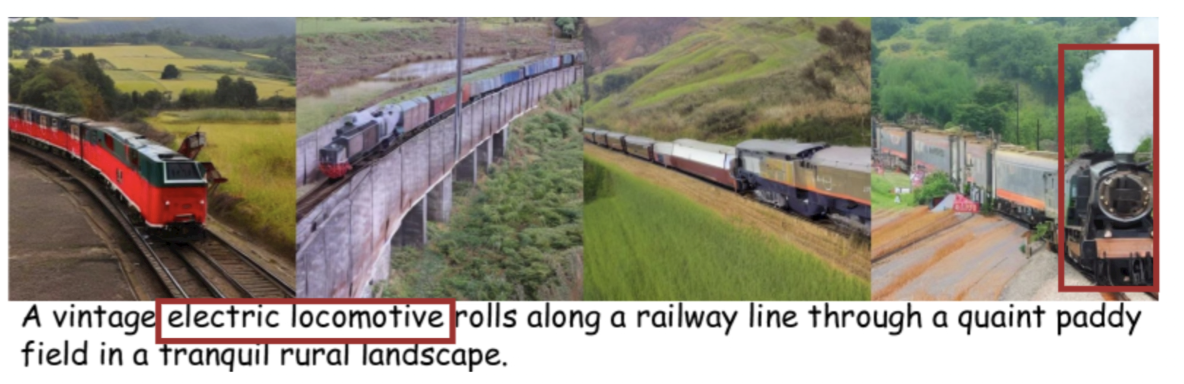 A vintage electric locomotive rolls along a railway line through a quaint paddy
field in a tranquil rural landscape.